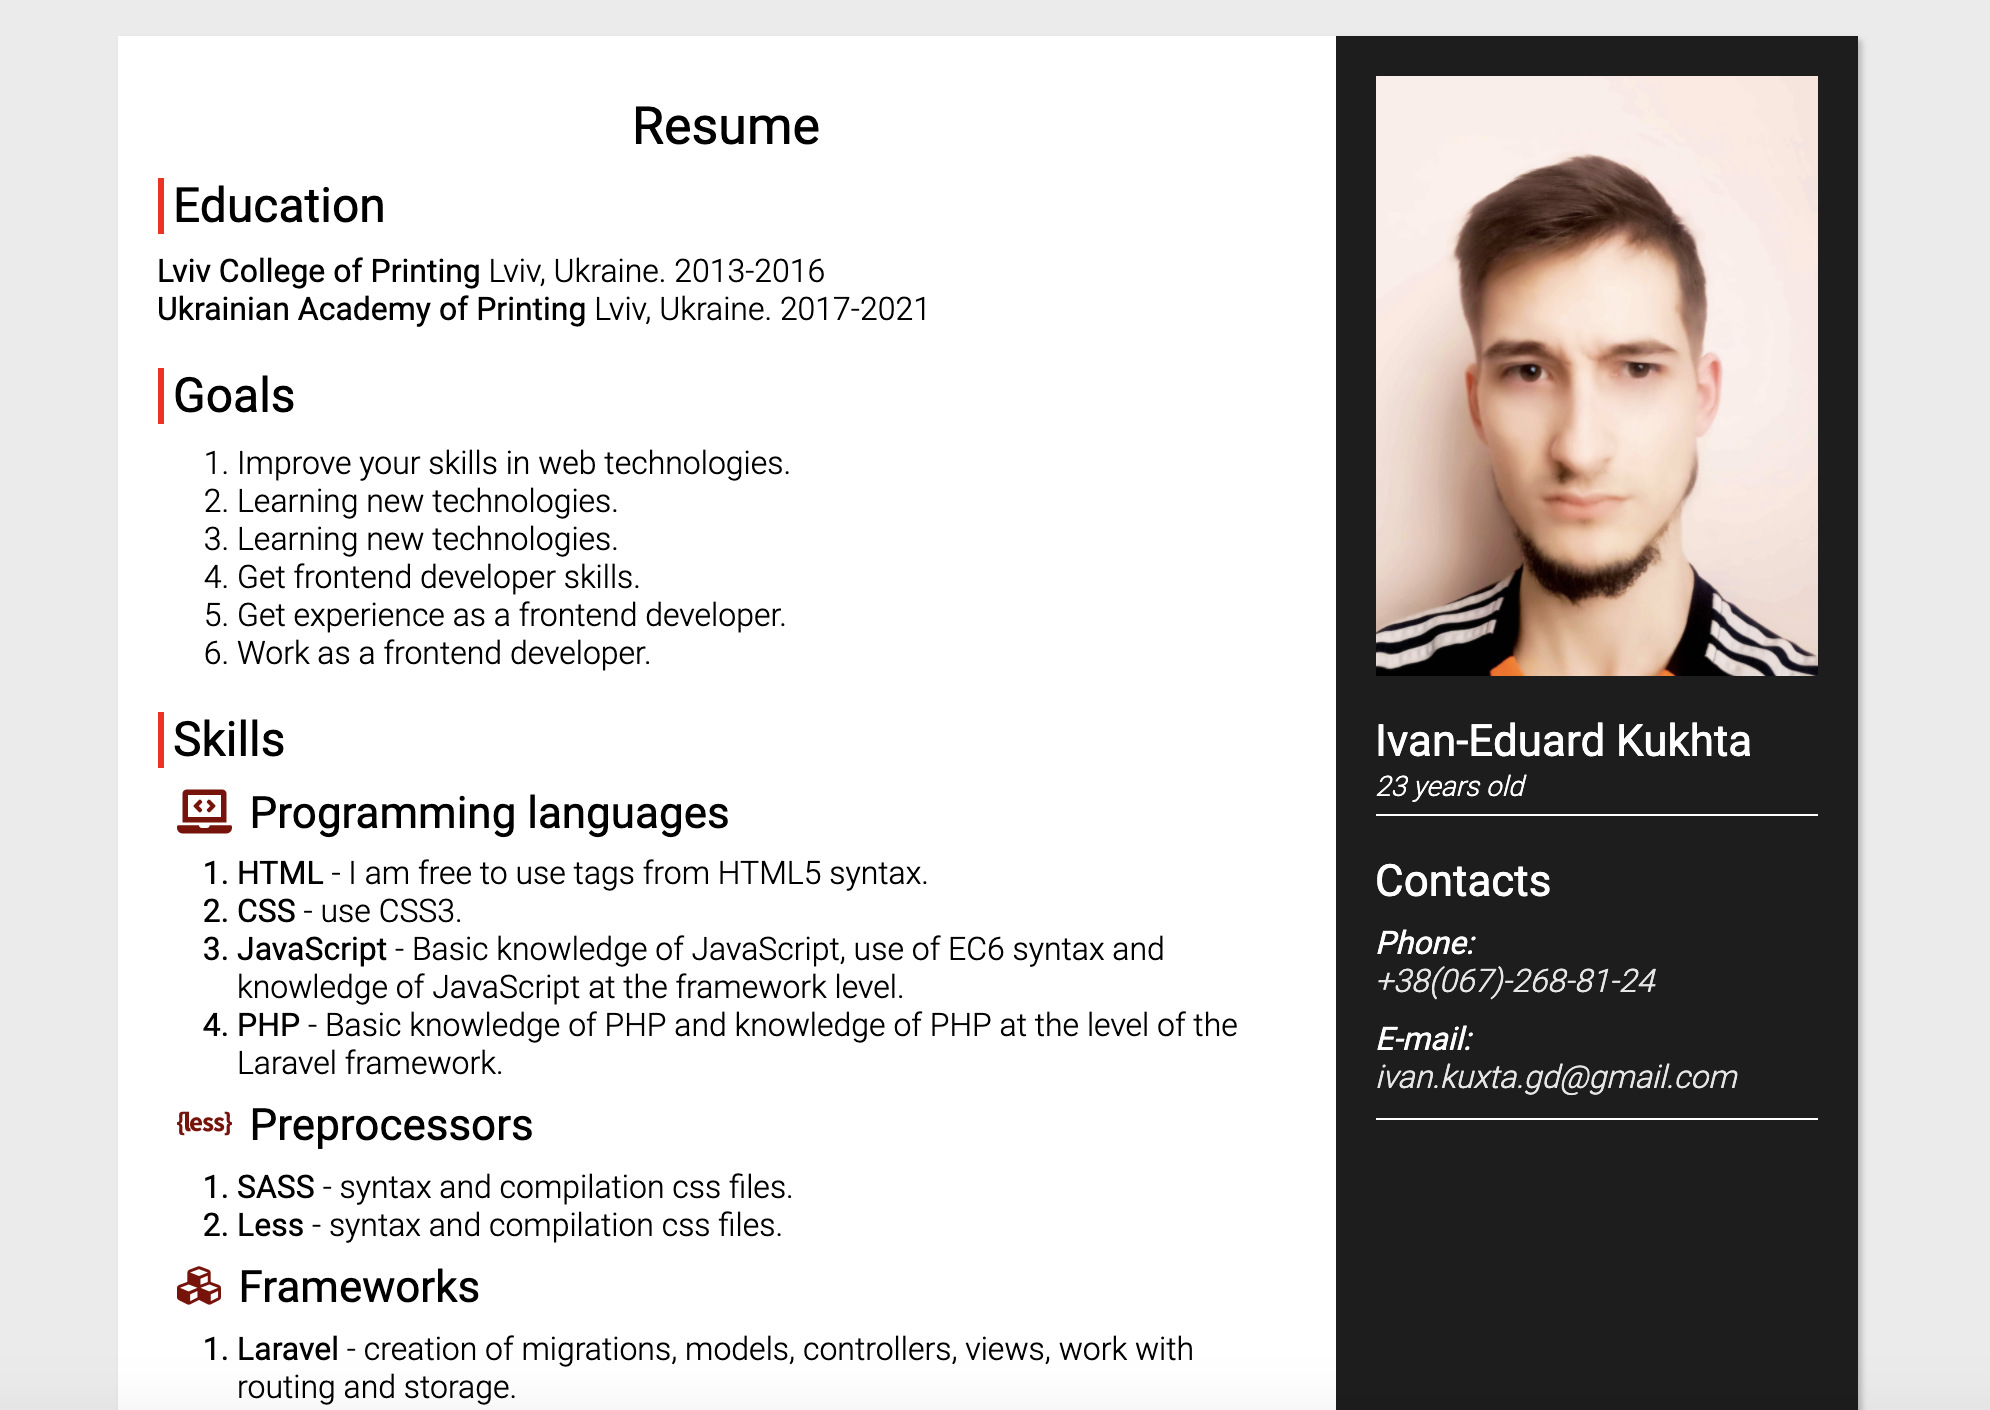 Resume
Education
Lviv College of Printing Lviv, Ukraine. 2013-2016
Ukrainian Academy of Printing Lviv, Ukraine. 2017-2021
Goals
1. Improve your skills in web technologies.
2. Learning new technologies.
3. Learning new technologies.
4. Get frontend developer skills.
5. Get experience as a frontend developer.
6. Work as a frontend developer.
Skills
Programming languages
1. HTML - I am free to use tags from HTML5 syntax.
2. CSS - use CSS3.
3. JavaScript - Basic knowledge of JavaScript, use of EC6 syntax and
knowledge of JavaScript at the framework level.
4. PHP - Basic knowledge of PHP and knowledge of PHP at the level of the
Laravel framework.
{less} Preprocessors
1. SASS - syntax and compilation css files.
2. Less - syntax and compilation css files.
Frameworks
1. Laravel - creation of migrations, models, controllers, views, work with
routing and storage.
Ivan-Eduard Kukhta
23 years old
Contacts
Phone:
+38(067)-268-81-24
E-mail:
ivan.kuxta.gd@gmail.com